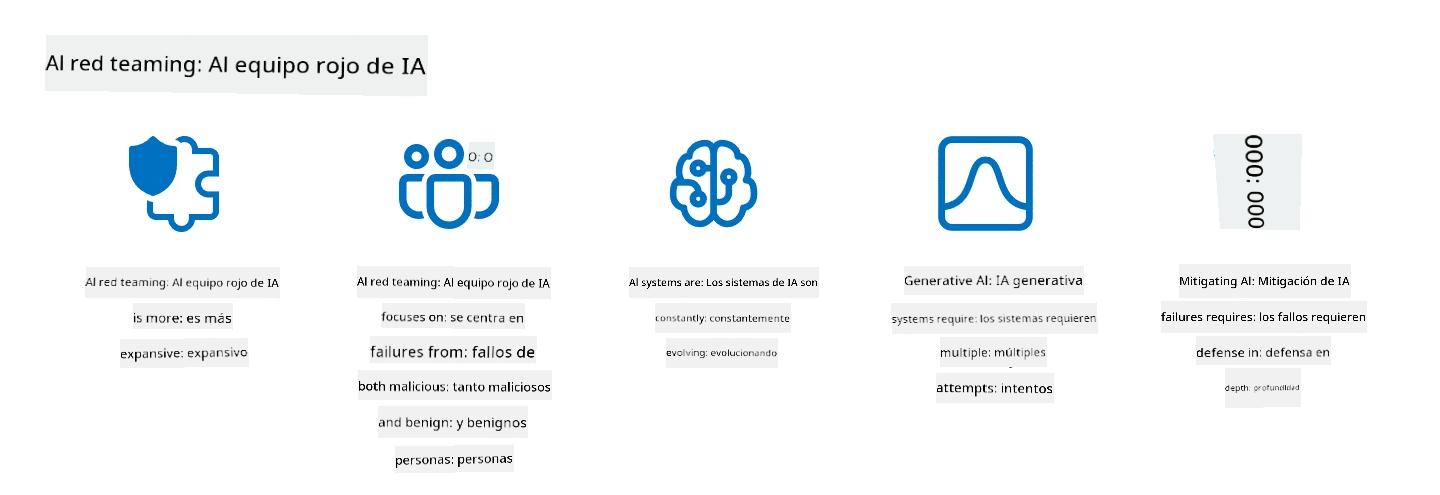 AI red teaming: Al equipo rojo de IA
O: O
000 :000
AI red teaming: Al equipo rojo de IA
is more: es más
expansive: expansivo
AI red teaming: Al equipo rojo de IA
focuses on: se centra en
failures from: fallos de
both malicious: tanto maliciosos
and benign: y benignos
personas: personas
AI systems are: Los sistemas de IA son
constantly: constantemente
evolving: evolucionando
Generative AI: IA generativa
systems require: los sistemas requieren
multiple: múltiples
attempts: intentos
Mitigating AI: Mitigación de IA
failures requires: los fallos requieren
defense in: defensa en
depth: profundidad